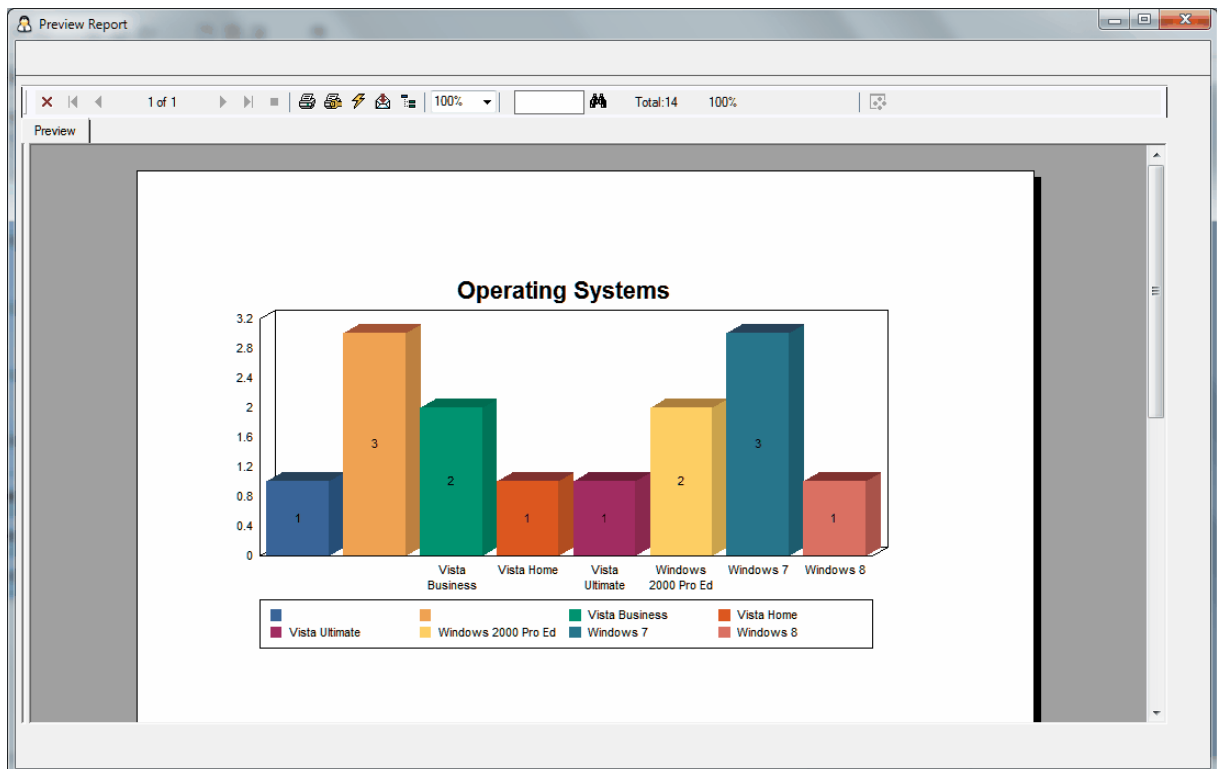 Preview Report
1 of 1
100%
Total:14
100%
Preview
Operating Systems
3.2
2.8
2.4
2
1.6
1.2
0.8
0.4
0
3
3
2
2
1
1
1
1
Vista Business
Vista Home
Vista Ultimate
Windows 2000 Pro Ed
Windows 7
Windows 8
Vista Business
Vista Home
Vista Ultimate
Windows 2000 Pro Ed
Windows 7
Windows 8